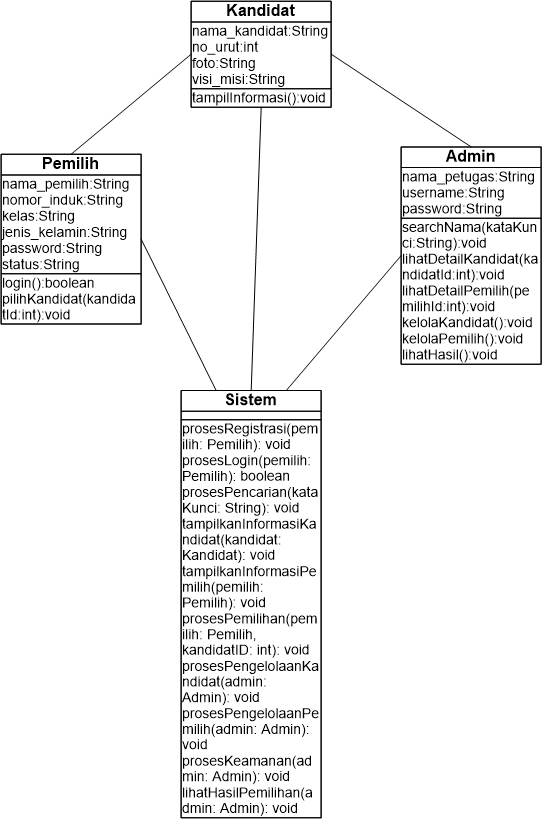 Kandidat
nama_kandidat:String
no_urut:int
foto:String
visi_misi:String
tampilInformasi():void
Pemilih
nama_pemilih:String
nomor_induk:String
kelas:String
jenis_kelamin:String
password:String
status:String
login():boolean
pilihKandidat(kandida
tId:int):void
Admin
nama_petugas:String
username:String
password:String
searchNama(kataKun
ci:String):void
lihatDetailKandidat(ka
ndidatId:int):void
lihatDetailPemilih(pe
milihId:int):void
kelolaKandidat():void
kelolaPemilih():void
lihatHasil():void
Sistem
prosesRegistrasi(pem
ilih: Pemilih): void
prosesLogin(pemilih:
Pemilih): boolean
prosesPencarian(kata
Kunci: String): void
tampilkanInformasiKa
ndidat(kandidat:
Kandidat): void
tampilkanInformasiPe
milih(pemilih:
Pemilih): void
prosesPemilihan(pem
ilih: Pemilih,
kandidatID: int): void
prosesPengelolaanKa
ndidat(admin:
Admin): void
prosesPengelolaanPe
milih(admin: Admin):
void
prosesKeamanan(ad
min: Admin): void
lihatHasilPemilihan(a
dmin: Admin): void